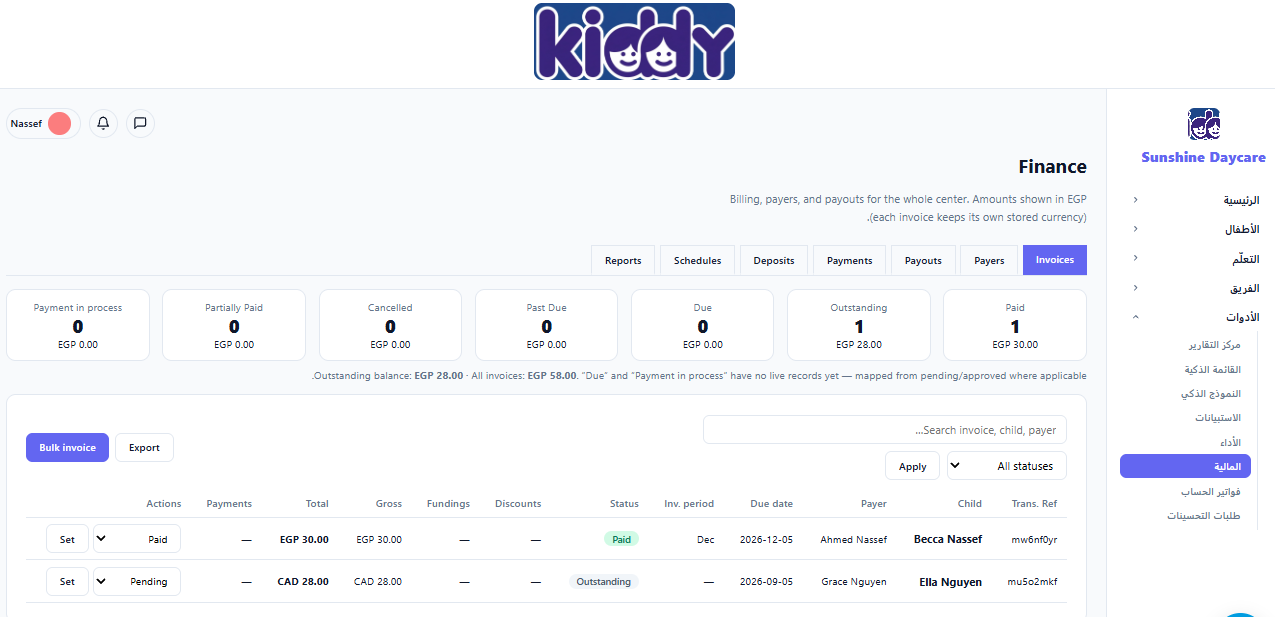 kiddy
Nassef
Sunshine Daycare
الرئيسية
الأطفال
التعلّم
الفريق
الأدوات
مركز التقارير
القائمة الذكية
النموذج الذكي
الاستبيانات
الأداء
المالية
فواتير الحساب
طلبات التحسينات
Finance
Billing, payers, and payouts for the whole center. Amounts shown in EGP
(each invoice keeps its own stored currency).
Invoices
Payers
Payouts
Payments
Deposits
Schedules
Reports
Paid
1
EGP 30.00
Outstanding
1
EGP 28.00
Due
0
EGP 0.00
Past Due
0
EGP 0.00
Cancelled
0
EGP 0.00
Partially Paid
0
EGP 0.00
Payment in process
0
EGP 0.00
Outstanding balance: EGP 28.00 · All invoices: EGP 58.00. "Due" and "Payment in process" have no live records yet — mapped from pending/approved where applicable.
Search invoice, child, payer...
All statuses
Apply
Export
Bulk invoice
Trans. Ref Child Payer Due date Inv. period Status Discounts Fundings Gross Total Payments Actions
mw6nf0yr Becca Nassef Ahmed Nassef 2026-12-05 Dec Paid — — EGP 30.00 EGP 30.00 — Paid Set
mu5o2mkf Ella Nguyen Grace Nguyen 2026-09-05 — Outstanding — — CAD 28.00 CAD 28.00 — Pending Set